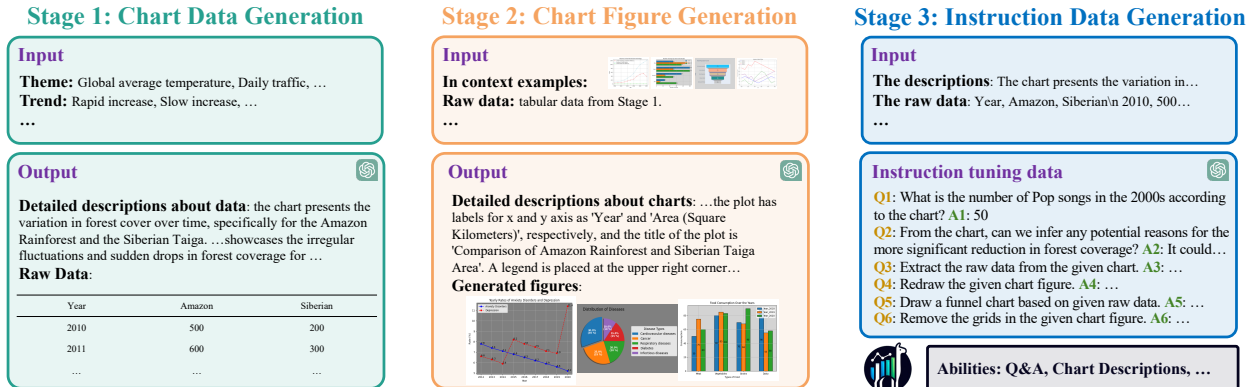 Stage 1: Chart Data Generation
Input
Theme: Global average temperature, Daily traffic, …
Trend: Rapid increase, Slow increase, …
…
Output
Detailed descriptions about data: the chart presents the
variation in forest cover over time, specifically for the Amazon
Rainforest and the Siberian Taiga. …showcases the irregular
fluctuations and sudden drops in forest coverage for …
Raw Data:
Year Amazon Siberian
2010 500 200
2011 600 300
… … …
Stage 2: Chart Figure Generation
Input
In context examples:
Raw data: tabular data from Stage 1.
…
Output
Detailed descriptions about charts: …the plot has
labels for x and y axis as 'Year' and 'Area (Square
Kilometers)', respectively, and the title of the plot is
'Comparison of Amazon Rainforest and Siberian Taiga
Area'. A legend is placed at the upper right corner…
Generated figures:
Distribution of Diseases
Disease Types
Cardiovascular diseases
Cancer
Respiratory diseases
Diabetes
Infectious diseases
Stage 3: Instruction Data Generation
Input
The descriptions: The chart presents the variation in…
The raw data: Year, Amazon, Siberian\n 2010, 500…
…
Instruction tuning data
Q1: What is the number of Pop songs in the 2000s according
to the chart? A1: 50
Q2: From the chart, can we infer any potential reasons for the
more significant reduction in forest coverage? A2: It could…
Q3: Extract the raw data from the given chart. A3: …
Q4: Redraw the given chart figure. A4: …
Q5: Draw a funnel chart based on given raw data. A5: …
Q6: Remove the grids in the given chart figure. A6: …
Abilities: Q&A, Chart Descriptions, …